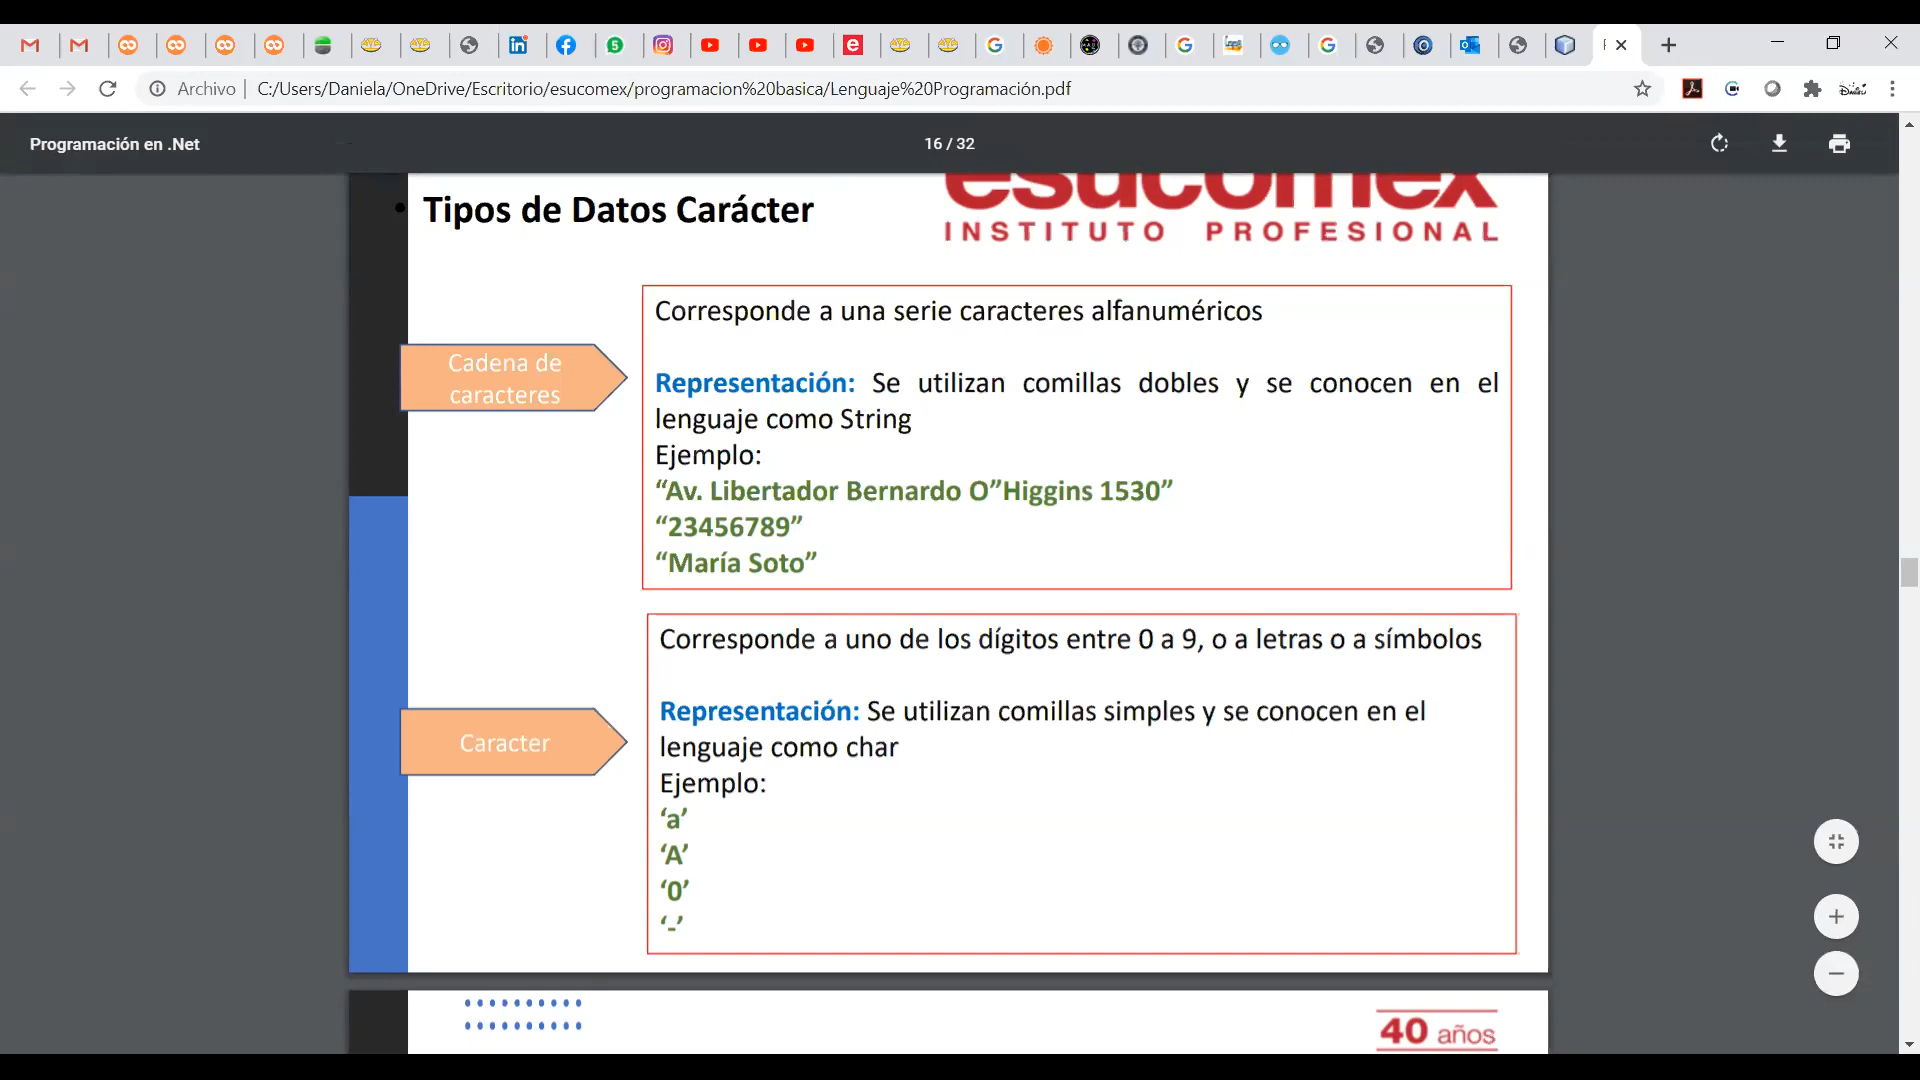 Archivo C:/Users/Daniela/OneDrive/Escritorio/esucomex/programacion%20basica/Lenguaje%20Programación.pdf
Programación en .Net
16 / 32
• Tipos de Datos Carácter
esucomex
INSTITUTO PROFESIONAL
Cadena de
caracteres
Corresponde a una serie caracteres alfanuméricos
Representación: Se utilizan comillas dobles y se conocen en el
lenguaje como String
Ejemplo:
“Av. Libertador Bernardo O”Higgins 1530”
“23456789”
“María Soto”
Caracter
Corresponde a uno de los dígitos entre 0 a 9, o a letras o a símbolos
Representación: Se utilizan comillas simples y se conocen en el
lenguaje como char
Ejemplo:
‘a’
‘A’
‘0’
‘-’
40 años